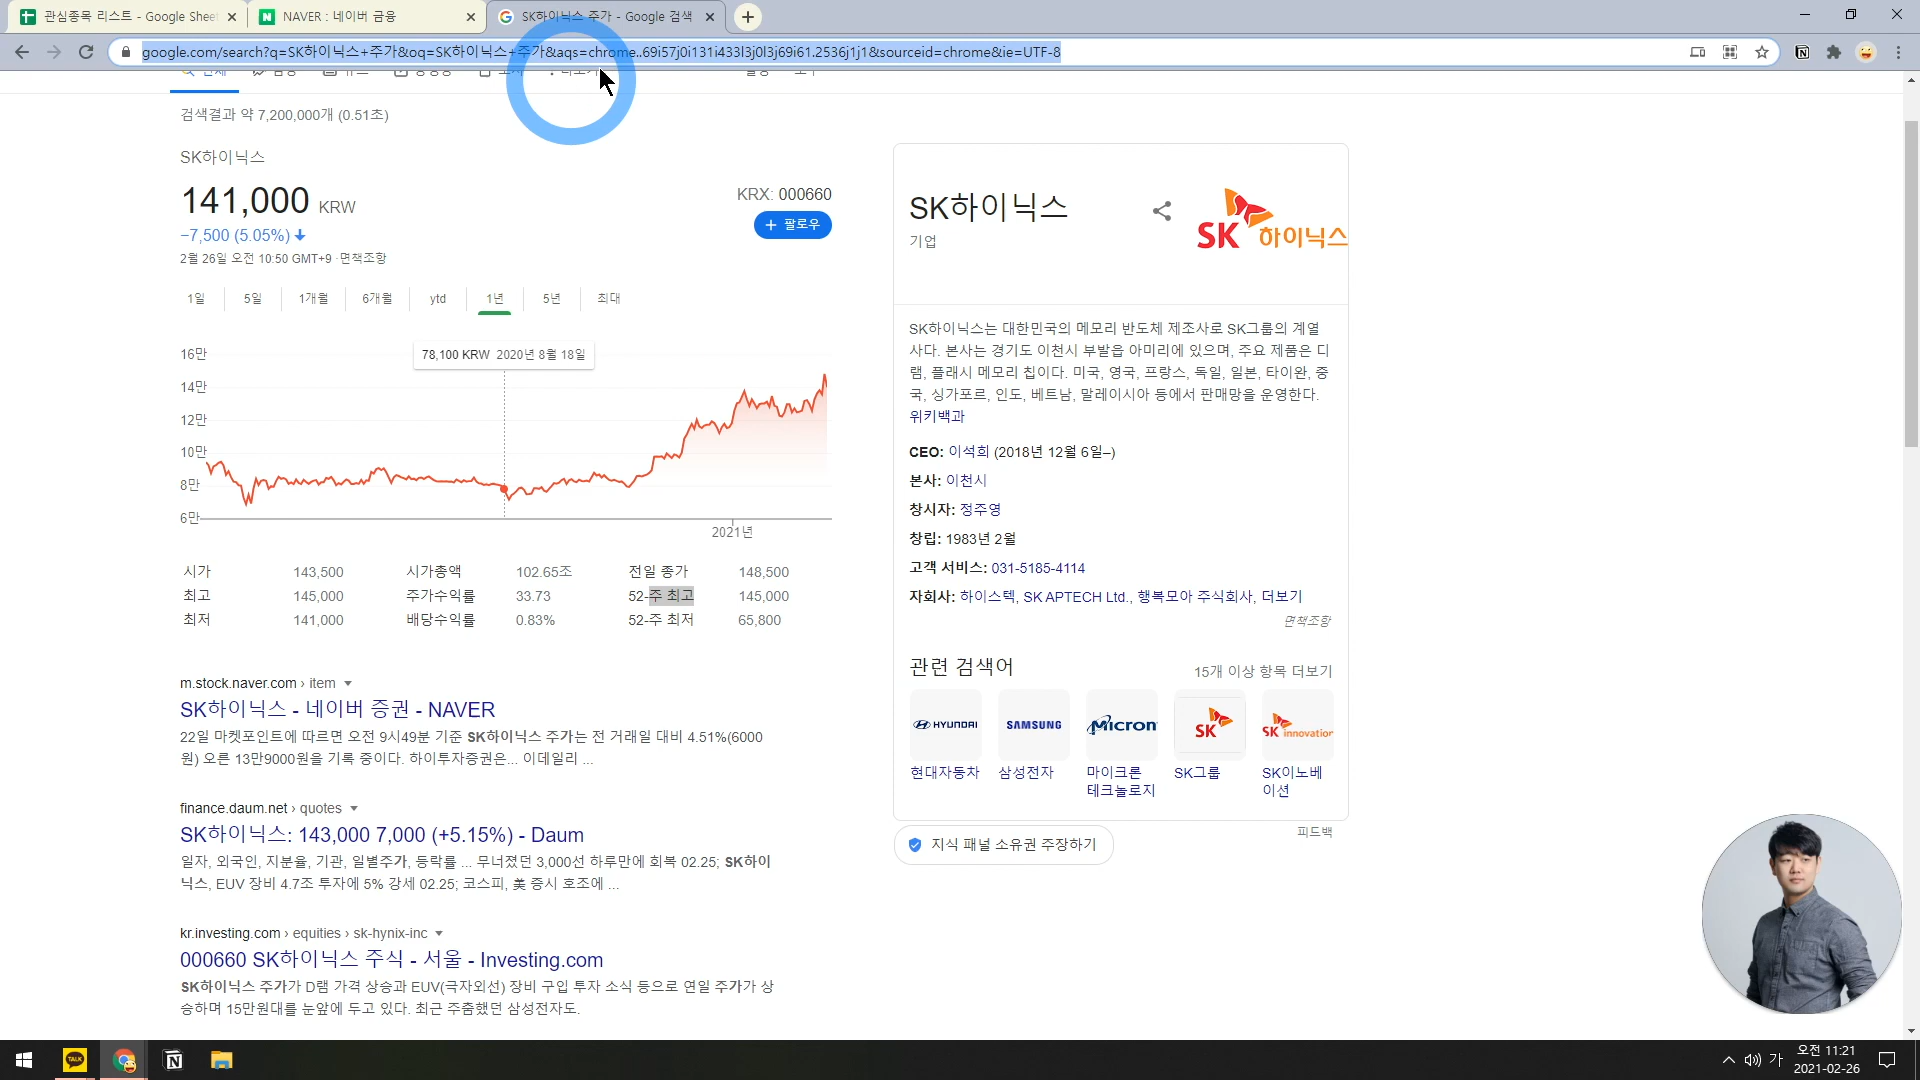 관심종목 리스트 - Google Sheet
NAVER : 네이버 금융
SK하이닉스 주가 - Google 검색
google.com/search?q=SK하이닉스+주가&oq=SK하이닉스+주가&aqs=chrome..69i57j0i131i433l3j0l3j69i61.2536j1j1&sourceid=chrome&ie=UTF-8
검색결과 약 7,200,000개 (0.51초)
SK하이닉스
141,000 KRW
KRX: 000660
−7,500 (5.05%)
팔로우
2월 26일 오전 10:50 GMT+9 ·면책조항
1일 5일 1개월 6개월 ytd 1년 5년 최대
78,100 KRW 2020년 8월 18일
16만
14만
12만
10만
8만
6만
2021년
시가 143,500 시가총액 102.65조 전일 종가 148,500
최고 145,000 주가수익률 33.73 52-주 최고 145,000
최저 141,000 배당수익률 0.83% 52-주 최저 65,800
m.stock.naver.com › item
SK하이닉스 - 네이버 증권 - NAVER
22일 마켓포인트에 따르면 오전 9시49분 기준 SK하이닉스 주가는 전 거래일 대비 4.51%(6000
원) 오른 13만9000원을 기록 중이다. 하이투자증권은... 이데일리 ...
finance.daum.net › quotes
SK하이닉스: 143,000 7,000 (+5.15%) - Daum
일자, 외국인, 지분율, 기관, 일별주가, 등락률 ... 무너졌던 3,000선 하루만에 회복 02.25; SK하이
닉스, EUV 장비 4.7조 투자에 5% 강세 02.25; 코스피, 美 증시 호조에 ...
kr.investing.com › equities › sk-hynix-inc
000660 SK하이닉스 주식 - 서울 - Investing.com
SK하이닉스 주가가 D램 가격 상승과 EUV(극자외선) 장비 구입 투자 소식 등으로 연일 주가가 상
승하며 15만원대를 눈앞에 두고 있다. 최근 주춤했던 삼성전자도.
SK하이닉스
기업
SK 하이닉스
SK하이닉스는 대한민국의 메모리 반도체 제조사로 SK그룹의 계열
사다. 본사는 경기도 이천시 부발읍 아미리에 있으며, 주요 제품은 디
램, 플래시 메모리 칩이다. 미국, 영국, 프랑스, 독일, 일본, 타이완, 중
국, 싱가포르, 인도, 베트남, 말레이시아 등에서 판매망을 운영한다.
위키백과
CEO: 이석희 (2018년 12월 6일–)
본사: 이천시
창시자: 정주영
창립: 1983년 2월
고객 서비스: 031-5185-4114
자회사: 하이스텍, SK APTECH Ltd., 행복모아 주식회사, 더보기
면책조항
관련 검색어
15개 이상 항목 더보기
HYUNDAI SAMSUNG Micron SK SK innovation
현대자동차 삼성전자 마이크론 SK그룹 SK이노베
테크놀로지 이션
지식 패널 소유권 주장하기
피드백
TALK
가
오전 11:21
2021-02-26